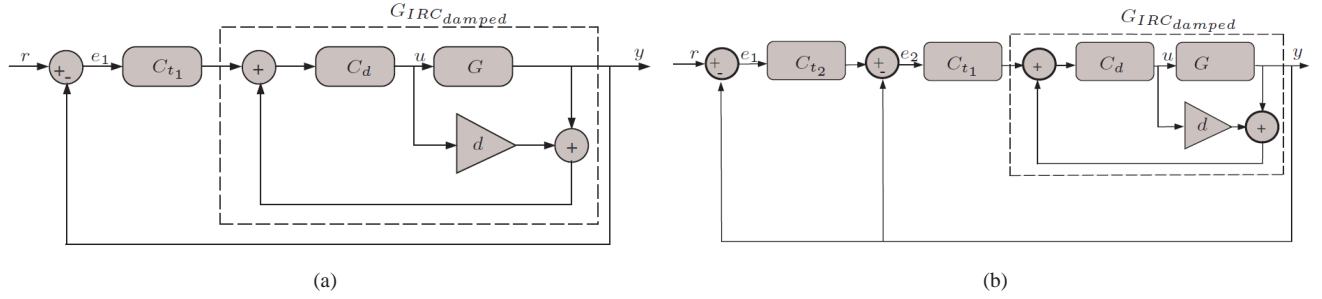 G_{IRC_{damped}}
r + - e_1 C_{t_1} + C_d u G y
d +
(a)
G_{IRC_{damped}}
r + - e_1 C_{t_2} + - e_2 C_{t_1} + C_d u G y
d +
(b)